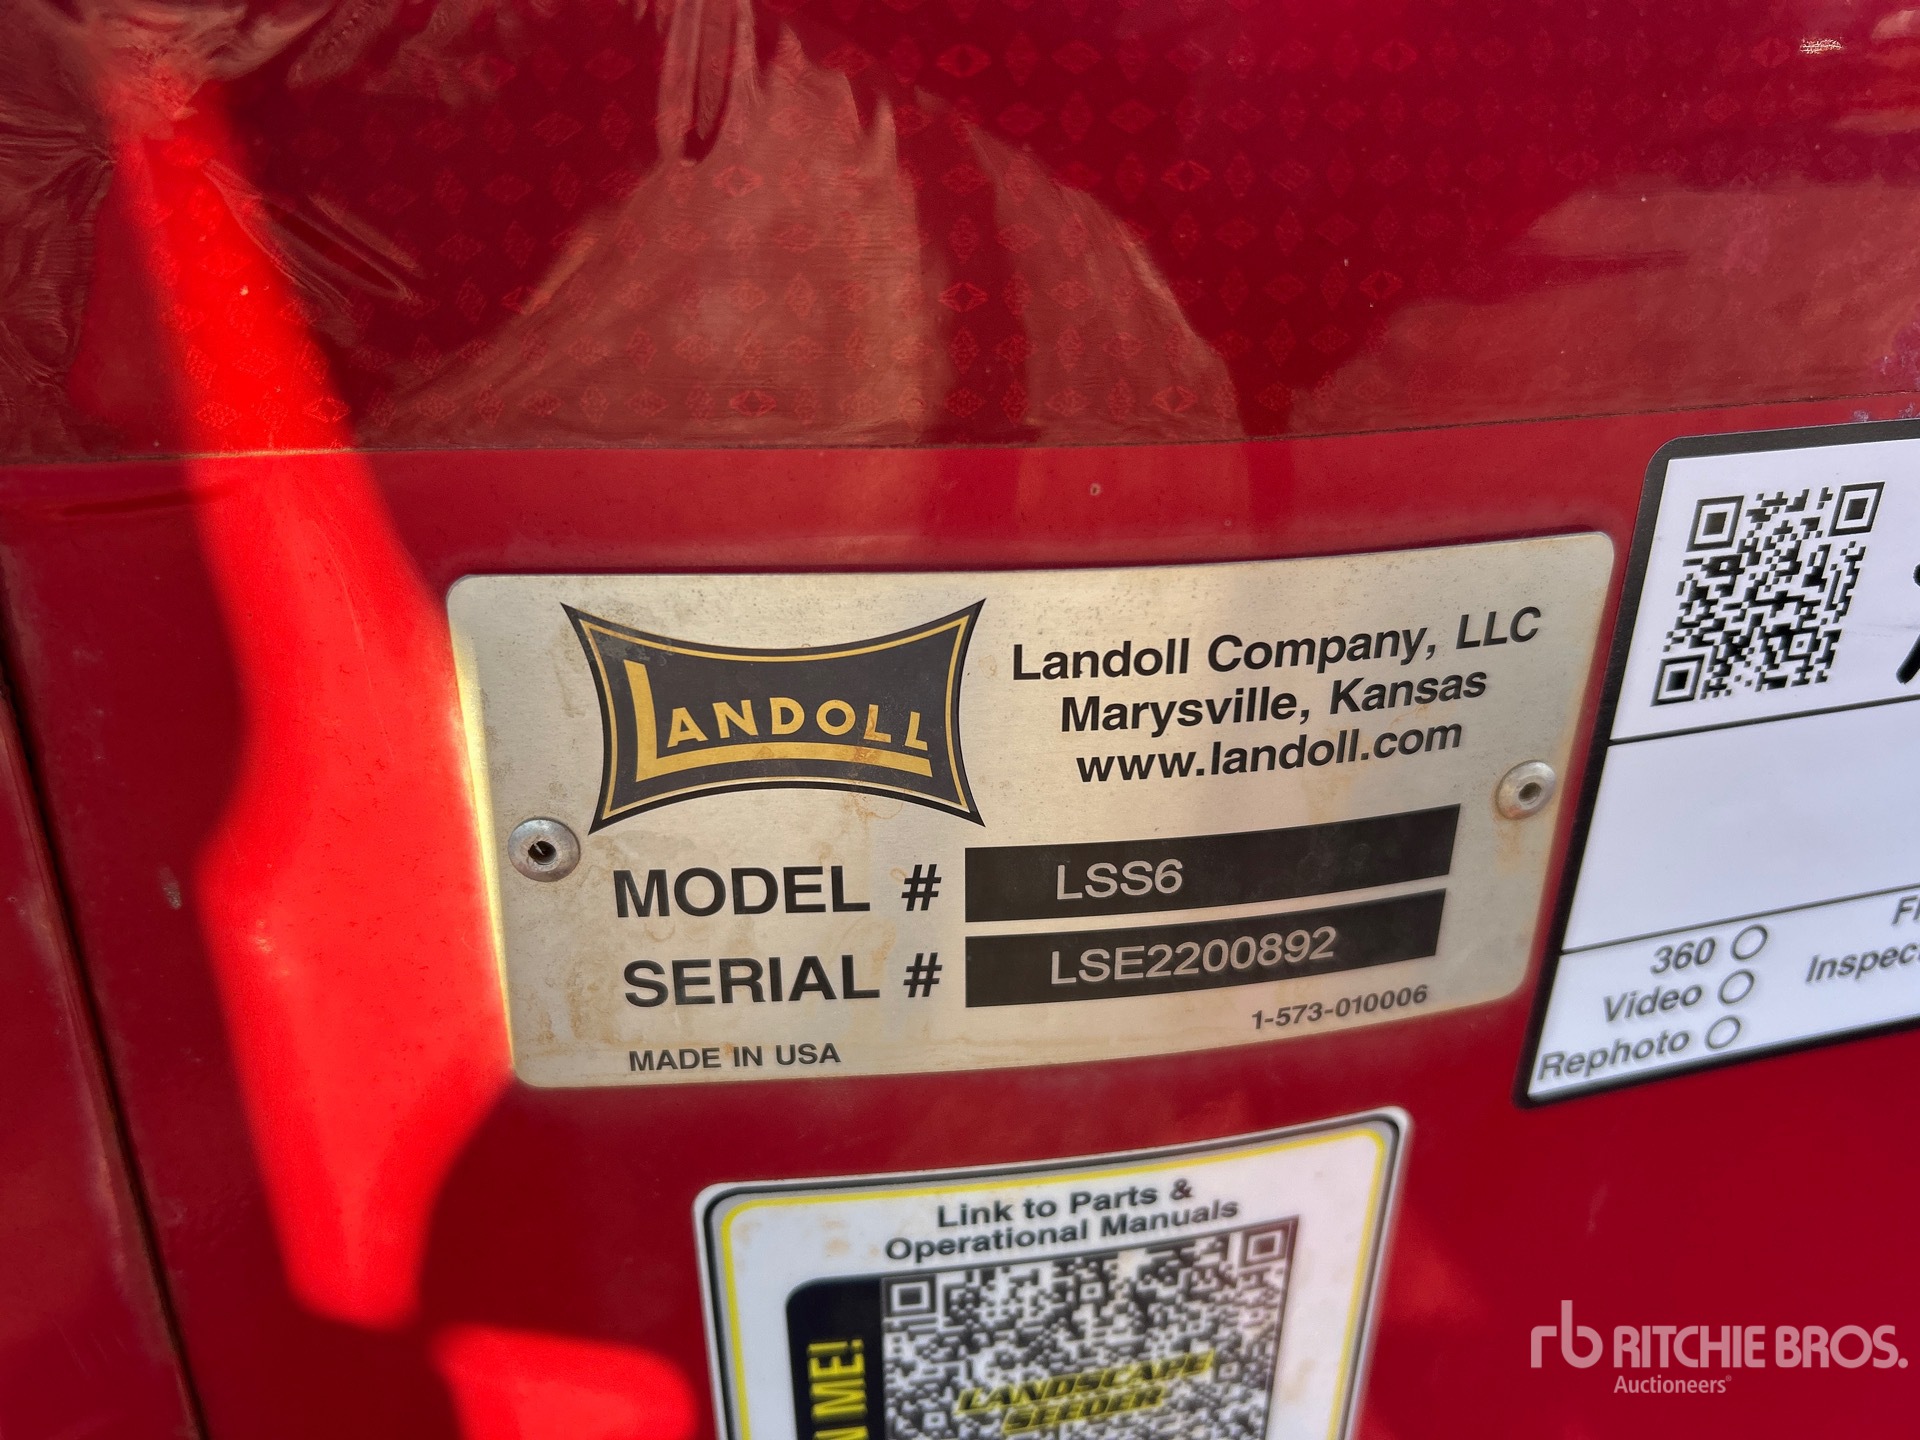 LANDOLL
Landoll Company, LLC
Marysville, Kansas
www.landoll.com
MODEL # LSS6
SERIAL # LSE2200892
1-573-010006
MADE IN USA
360
Video
Rephoto
Link to Parts &
Operational Manuals
ME!
LANDSCAPE
SEEDER
rb RITCHIE BROS.
Auctioneers